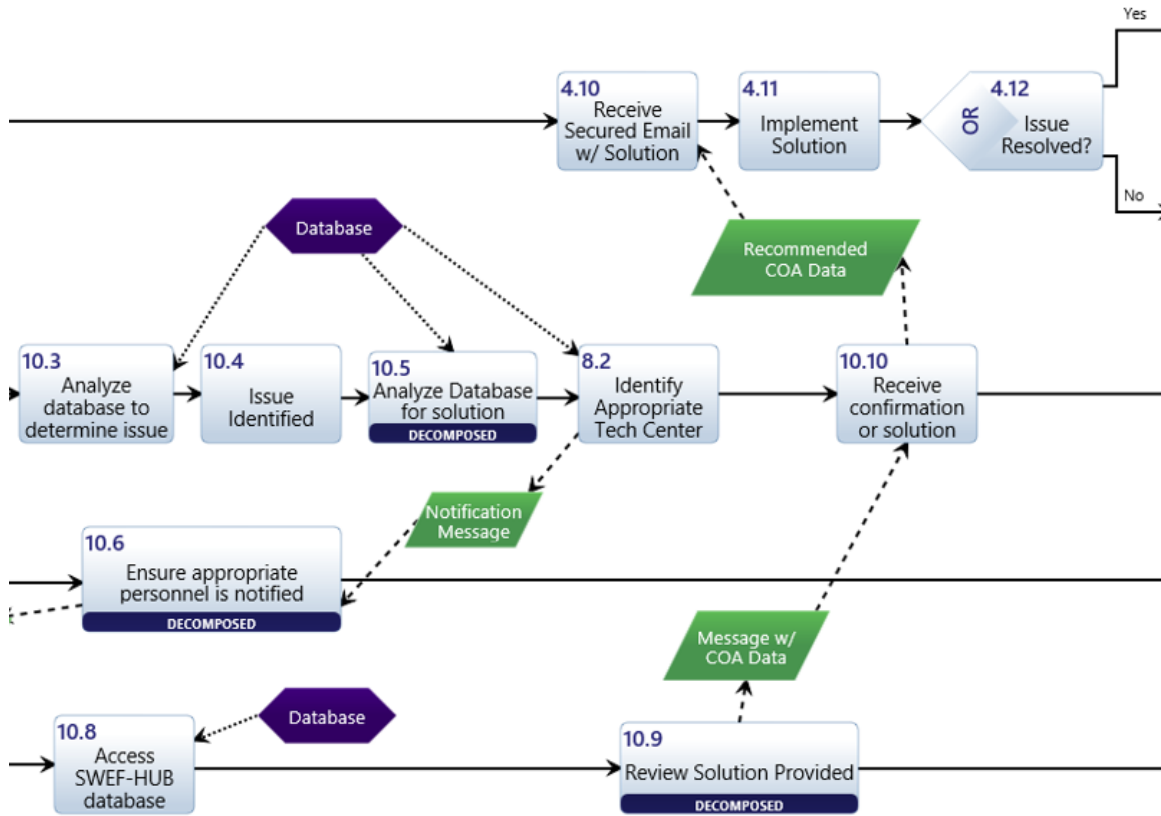 Yes
4.10
Receive
Secured Email
w/ Solution
4.11
Implement
Solution
OR
4.12
Issue
Resolved?
No
Database
Recommended
COA Data
10.3
Analyze
database to
determine issue
10.4
Issue
Identified
10.5
Analyze Database
for solution
DECOMPOSED
8.2
Identify
Appropriate
Tech Center
10.10
Receive
confirmation
or solution
Notification
Message
10.6
Ensure appropriate
personnel is notified
DECOMPOSED
Message w/
COA Data
10.8
Access
SWEF-HUB
database
Database
10.9
Review Solution Provided
DECOMPOSED